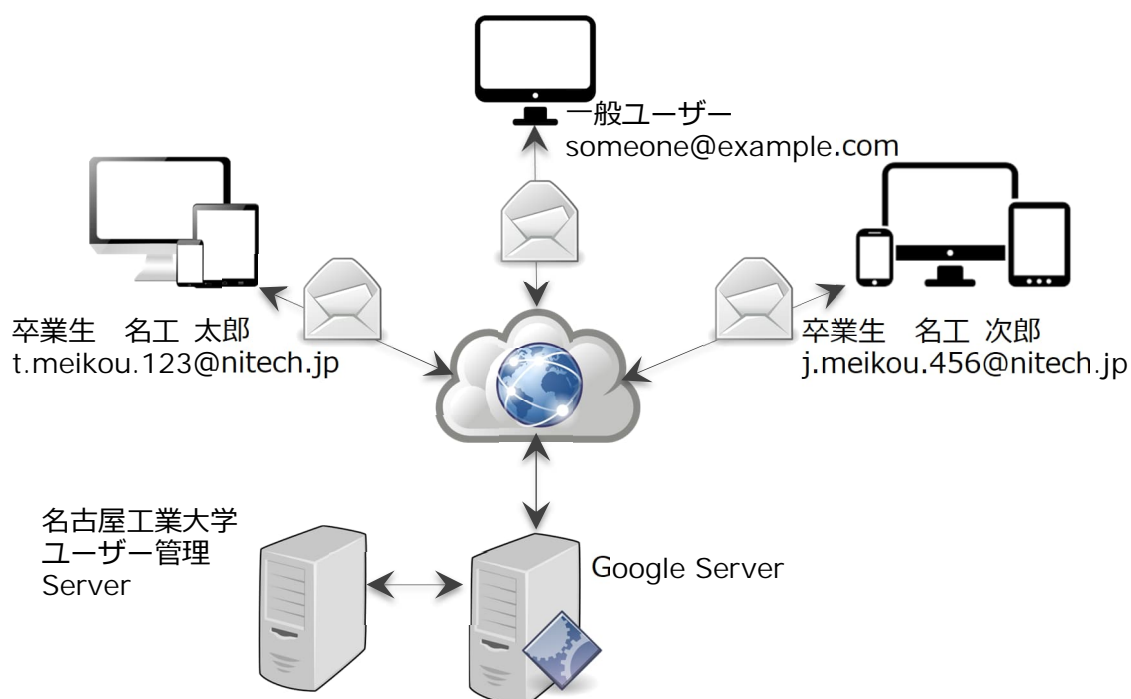 一般ユーザー
someone@example.com
卒業生　名工 太郎
t.meikou.123@nitech.jp
卒業生　名工 次郎
j.meikou.456@nitech.jp
名古屋工業大学
ユーザー管理
Server
Google Server